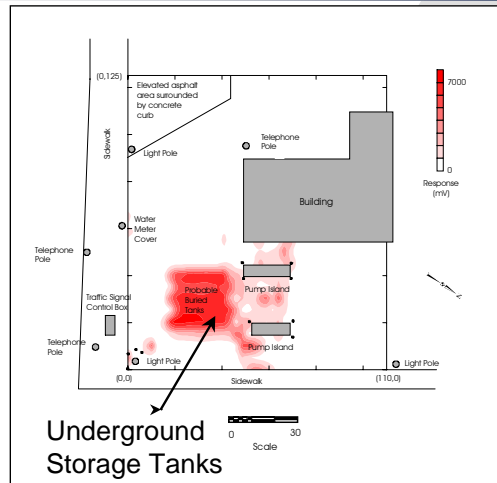 (0,125)
Elevated asphalt
area surrounded
by concrete
curb
7000
0
Response
(mV)
Sidewalk
Telephone
Pole
Light Pole
Building
Water
Meter
Cover
Telephone
Pole
Probable
Buried
Tanks
Pump Island
Traffic Signal
Control Box
Telephone
Pole
Pump Island
Light Pole
Light Pole
(0,0)
Sidewalk
(110,0)
Underground
Storage Tanks
0 30
Scale